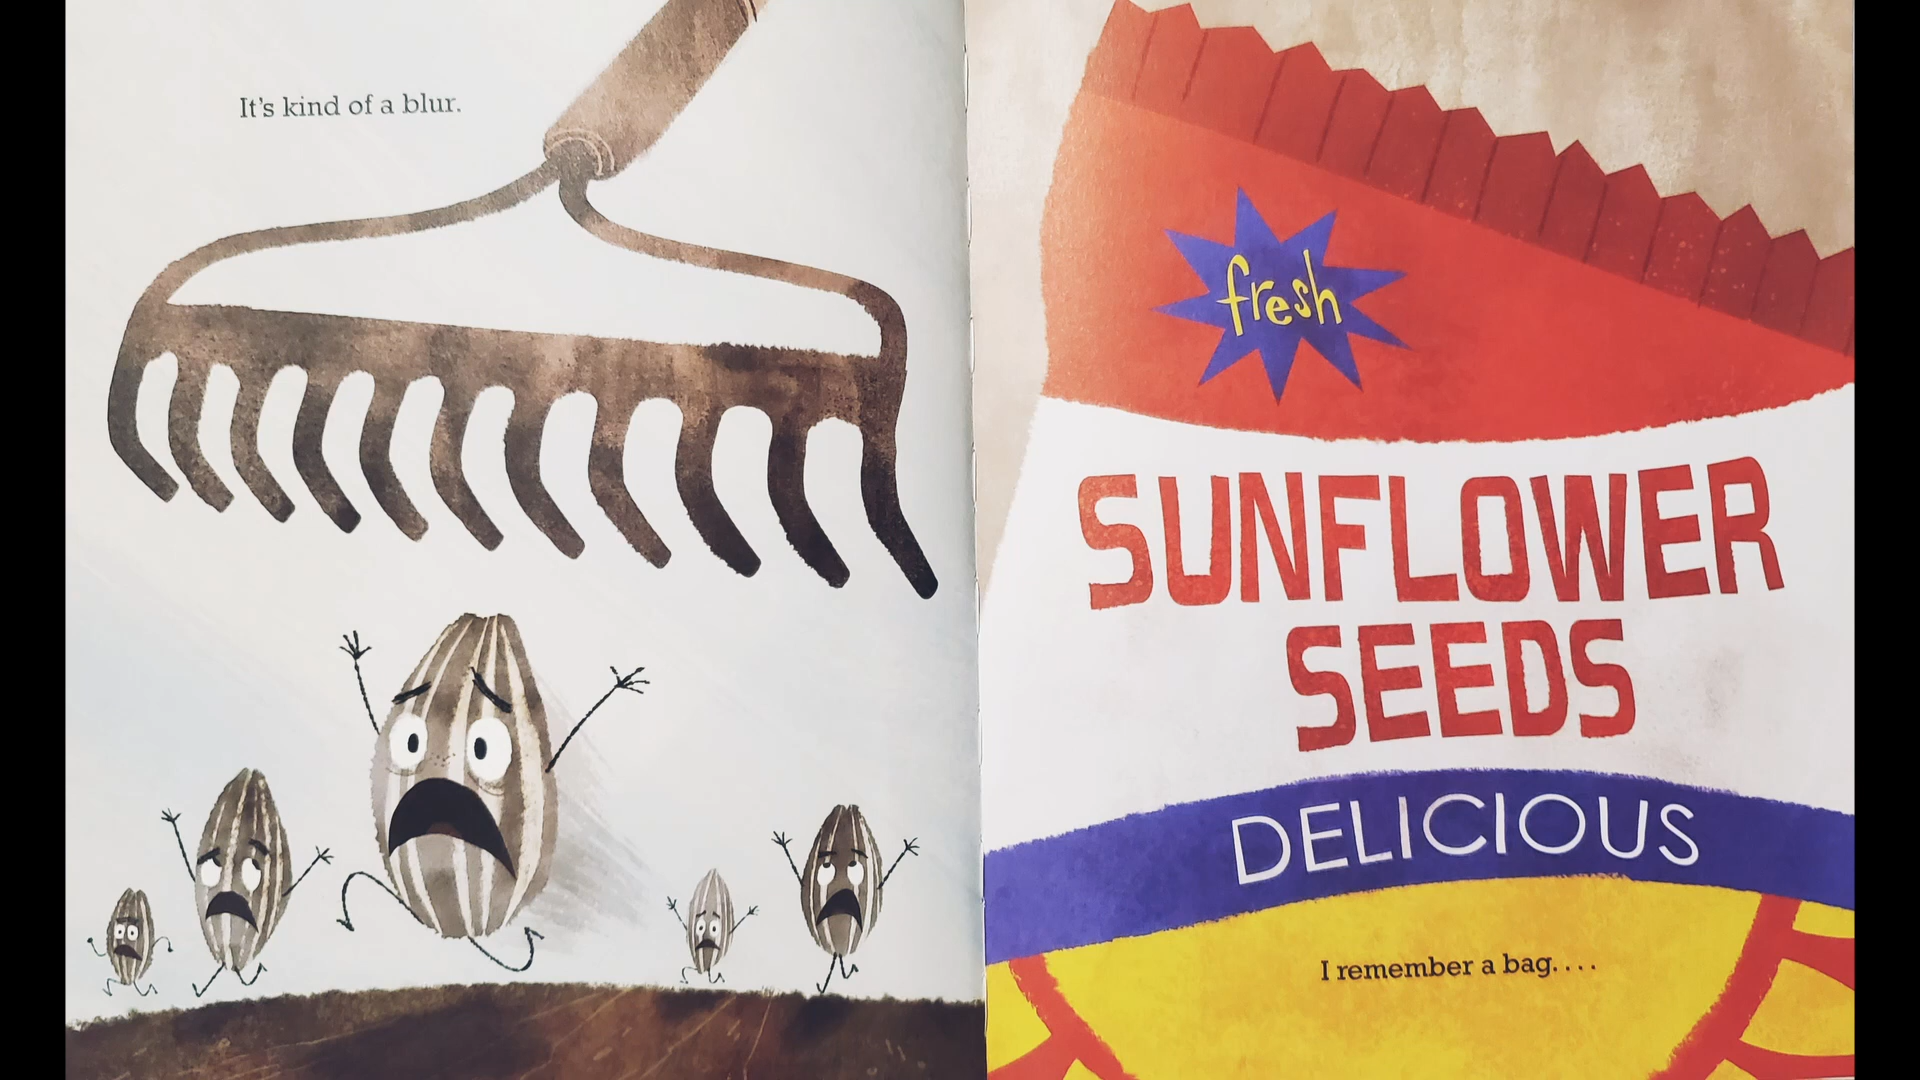 It's kind of a blur.
fresh
SUNFLOWER
SEEDS
DELICIOUS
I remember a bag. . . .